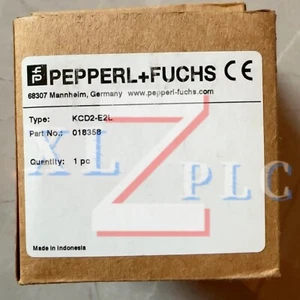 PEPPERL+FUCHS CE
68307 Mannheim, Germany www.pepperl-fuchs.com
Type: KCD2-E2L
Part No.: 018358
Quantity: 1 pc
Made in Indonesia
XLZ PLC